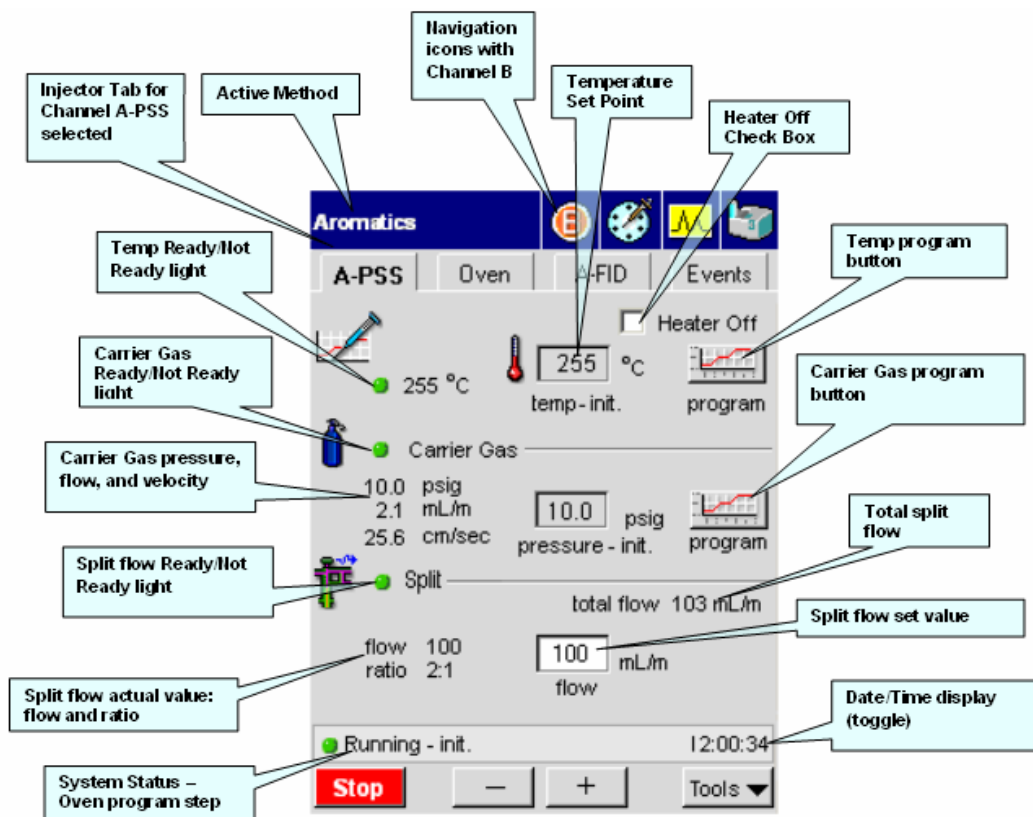 Navigation
icons with
Channel B
Injector Tab for
Channel A-PSS
selected
Active Method
Temperature
Set Point
Heater Off
Check Box
Aromatics
E
Temp Ready/Not
Ready light
Temp program
button
A-PSS
Oven
A-FID
Events
Heater Off
255 °C
255 °C
temp-init.
program
Carrier Gas
Ready/Not Ready
light
Carrier Gas program
button
Carrier Gas
Carrier Gas pressure,
flow, and velocity
10.0 psig
2.1 mL/m
25.6 cm/sec
10.0 psig
pressure - init.
program
Total split
flow
Split flow Ready/Not
Ready light
Split
total flow 103 mL/m
Split flow set value
flow 100
ratio 2:1
100 mL/m
flow
Split flow actual value:
flow and ratio
Date/Time display
(toggle)
Running - init.
12:00:34
System Status –
Oven program step
Stop
–
+
Tools